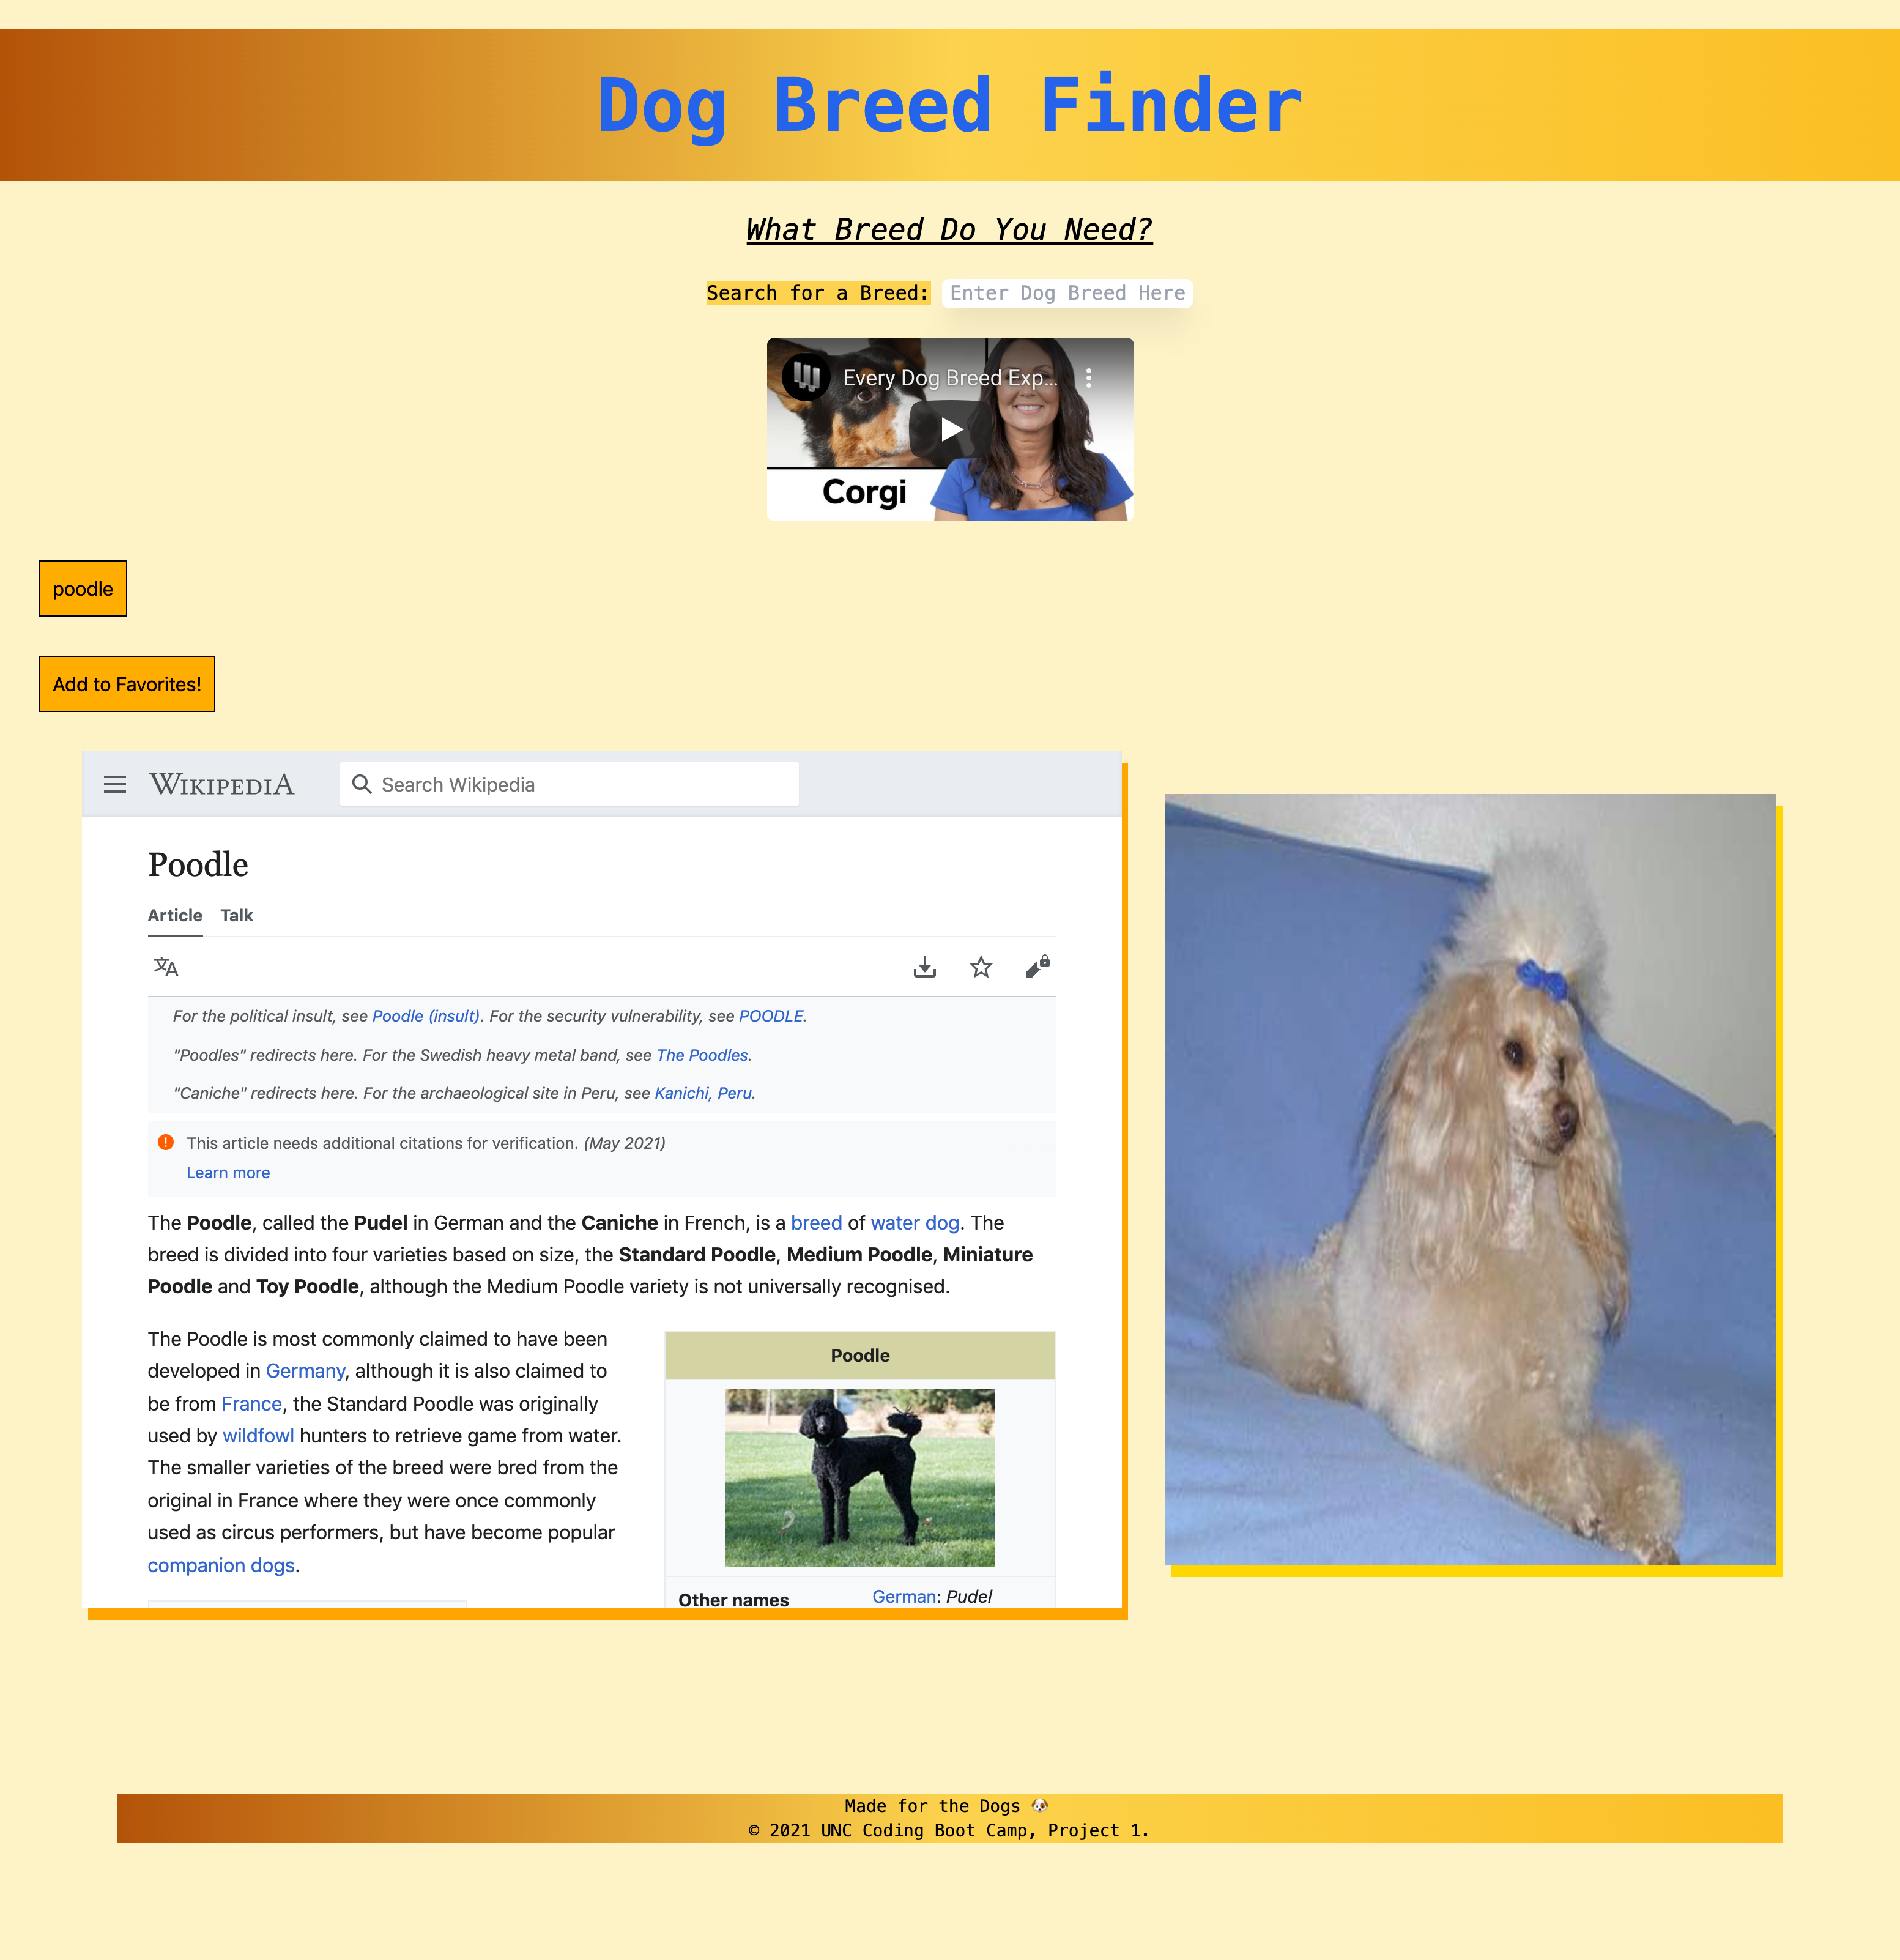 Dog Breed Finder
What Breed Do You Need?
Search for a Breed: Enter Dog Breed Here
Every Dog Breed Exp...
Corgi
poodle
Add to Favorites!
WIKIPEDIA Search Wikipedia
Poodle
Article Talk
For the political insult, see Poodle (insult). For the security vulnerability, see POODLE.
"Poodles" redirects here. For the Swedish heavy metal band, see The Poodles.
"Caniche" redirects here. For the archaeological site in Peru, see Kanichi, Peru.
This article needs additional citations for verification. (May 2021)
Learn more
The Poodle, called the Pudel in German and the Caniche in French, is a breed of water dog. The
breed is divided into four varieties based on size, the Standard Poodle, Medium Poodle, Miniature
Poodle and Toy Poodle, although the Medium Poodle variety is not universally recognised.
The Poodle is most commonly claimed to have been
developed in Germany, although it is also claimed to
be from France, the Standard Poodle was originally
used by wildfowl hunters to retrieve game from water.
The smaller varieties of the breed were bred from the
original in France where they were once commonly
used as circus performers, but have become popular
companion dogs.
Poodle
Other names German: Pudel
Made for the Dogs 🐶
© 2021 UNC Coding Boot Camp, Project 1.